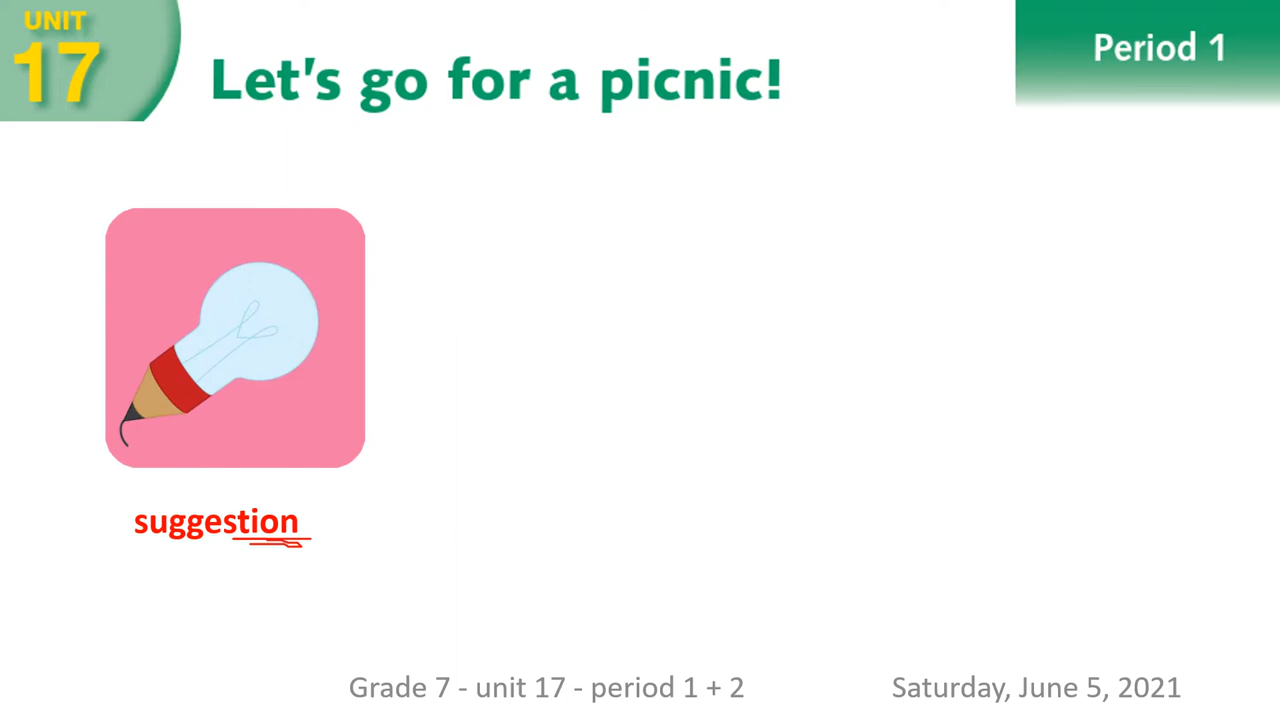 UNIT
17
Let's go for a picnic!
Period 1
suggestion
Grade 7 - unit 17 - period 1 + 2
Saturday, June 5, 2021